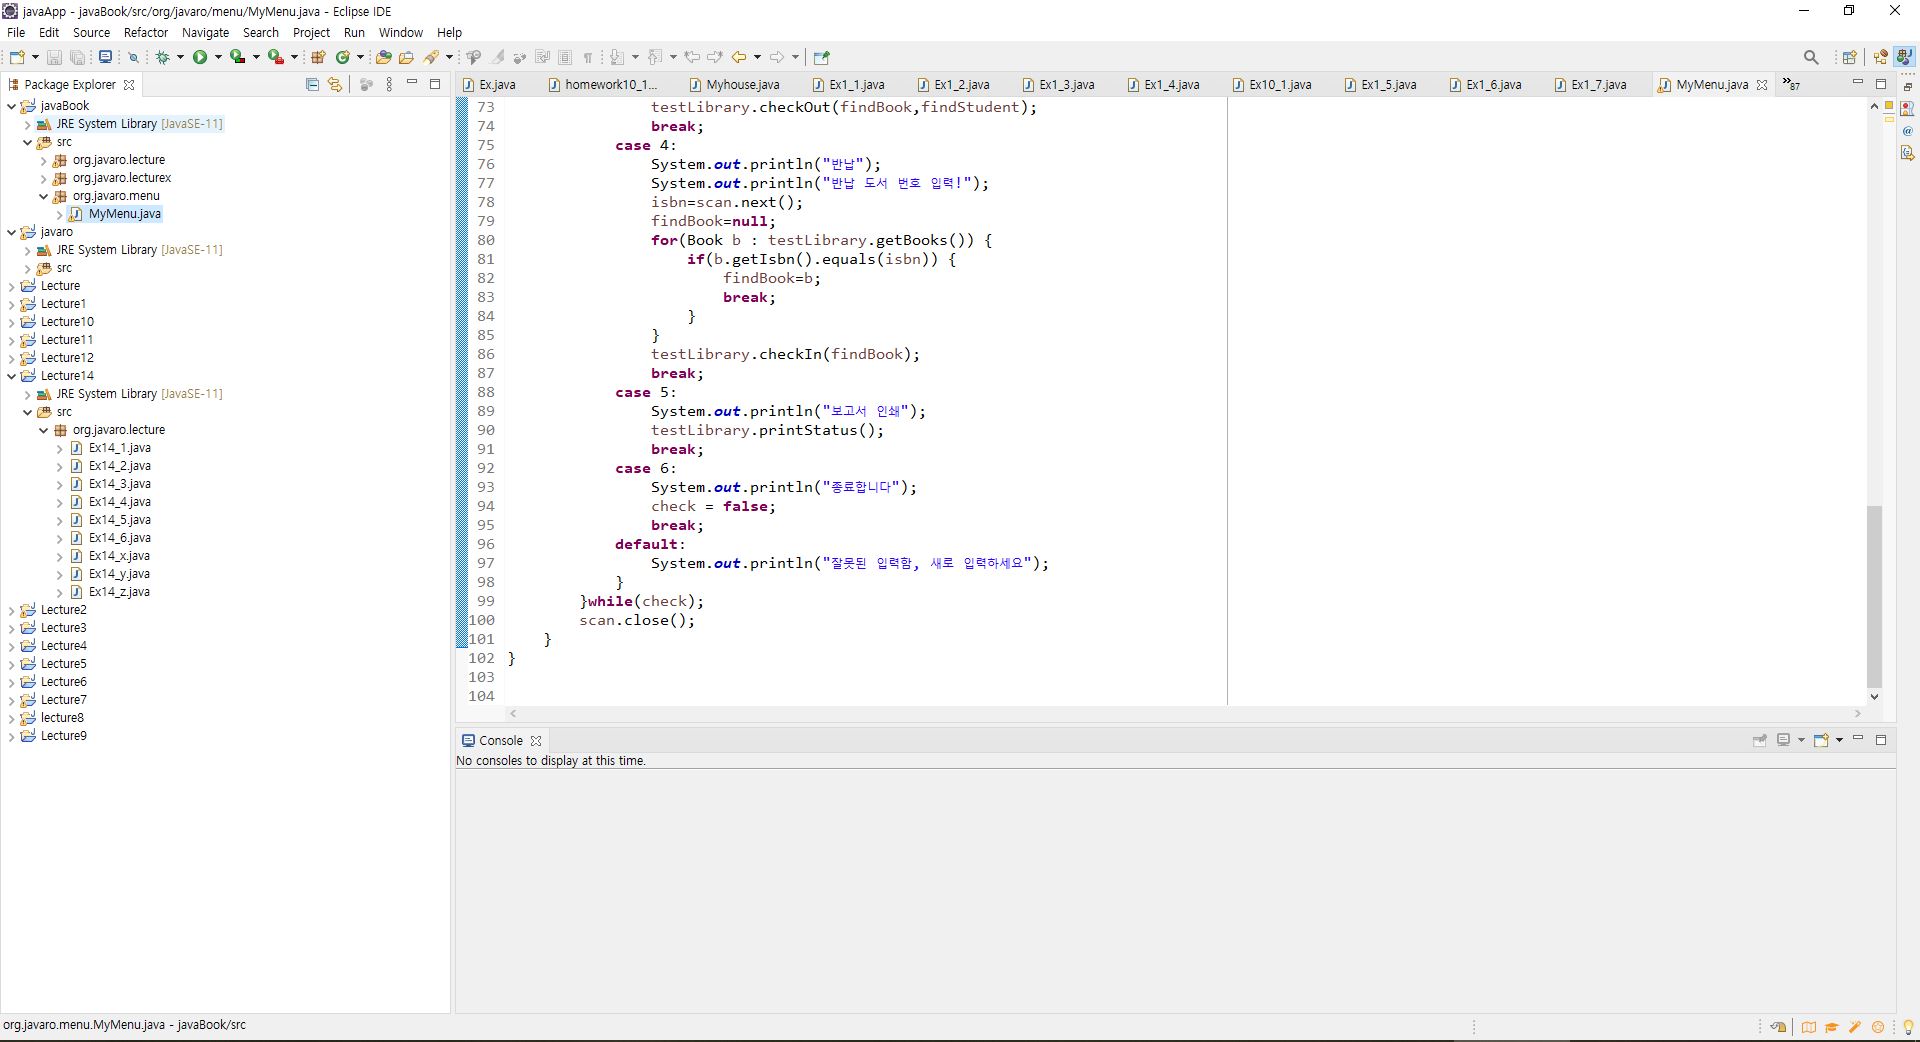 javaApp - javaBook/src/org/javaro/menu/MyMenu.java - Eclipse IDE
File Edit Source Refactor Navigate Search Project Run Window Help
Package Explorer
javaBook
JRE System Library [JavaSE-11]
src
org.javaro.lecture
org.javaro.lecturex
org.javaro.menu
MyMenu.java
javaro
JRE System Library [JavaSE-11]
src
Lecture
Lecture1
Lecture10
Lecture11
Lecture12
Lecture14
JRE System Library [JavaSE-11]
src
org.javaro.lecture
Ex14_1.java
Ex14_2.java
Ex14_3.java
Ex14_4.java
Ex14_5.java
Ex14_6.java
Ex14_x.java
Ex14_y.java
Ex14_z.java
Lecture2
Lecture3
Lecture4
Lecture5
Lecture6
Lecture7
lecture8
Lecture9
Ex.java homework10_1... Myhouse.java Ex1_1.java Ex1_2.java Ex1_3.java Ex1_4.java Ex10_1.java Ex1_5.java Ex1_6.java Ex1_7.java MyMenu.java »87
73 testLibrary.checkOut(findBook,findStudent);
74 break;
75 case 4:
76 System.out.println("반납");
77 System.out.println("반납 도서 번호 입력!");
78 isbn=scan.next();
79 findBook=null;
80 for(Book b : testLibrary.getBooks()) {
81 if(b.getIsbn().equals(isbn)) {
82 findBook=b;
83 break;
84 }
85 }
86 testLibrary.checkIn(findBook);
87 break;
88 case 5:
89 System.out.println("보고서 인쇄");
90 testLibrary.printStatus();
91 break;
92 case 6:
93 System.out.println("종료합니다");
94 check = false;
95 break;
96 default:
97 System.out.println("잘못된 입력함, 새로 입력하세요");
98 }
99 }while(check);
100 scan.close();
101 }
102 }
103
104
Console
No consoles to display at this time.
org.javaro.menu.MyMenu.java - javaBook/src